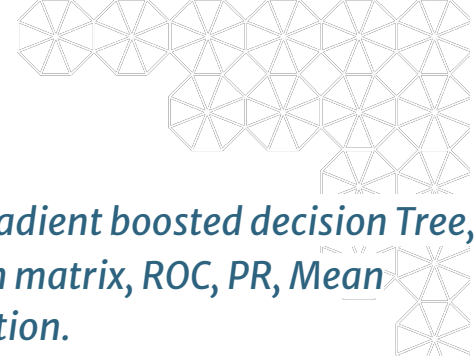 adient boosted decision Tree,
n matrix, ROC, PR, Mean
tion.